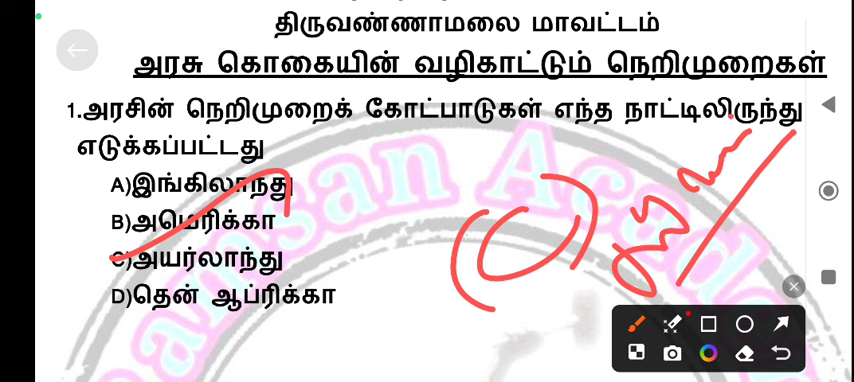 திருவண்ணாமலை மாவட்டம்
அரசு கொகையின் வழிகாட்டும் நெறிமுறைகள்
1.அரசின் நெறிமுறைக் கோட்பாடுகள் எந்த நாட்டிலிருந்து
எடுக்கப்பட்டது
A)இங்கிலாந்து
B)அமெரிக்கா
C)அயர்லாந்து
D)தென் ஆப்ரிக்கா